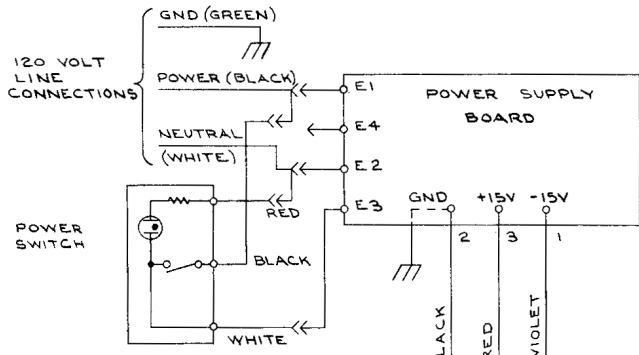 GND (GREEN)
120 VOLT
LINE
CONNECTIONS
POWER (BLACK)
NEUTRAL
(WHITE)
E1
E4
E2
E3
POWER SUPPLY
BOARD
GND
+15V
-15V
2
3
1
RED
POWER
SWITCH
BLACK
WHITE
LACK
RED
VIOLET